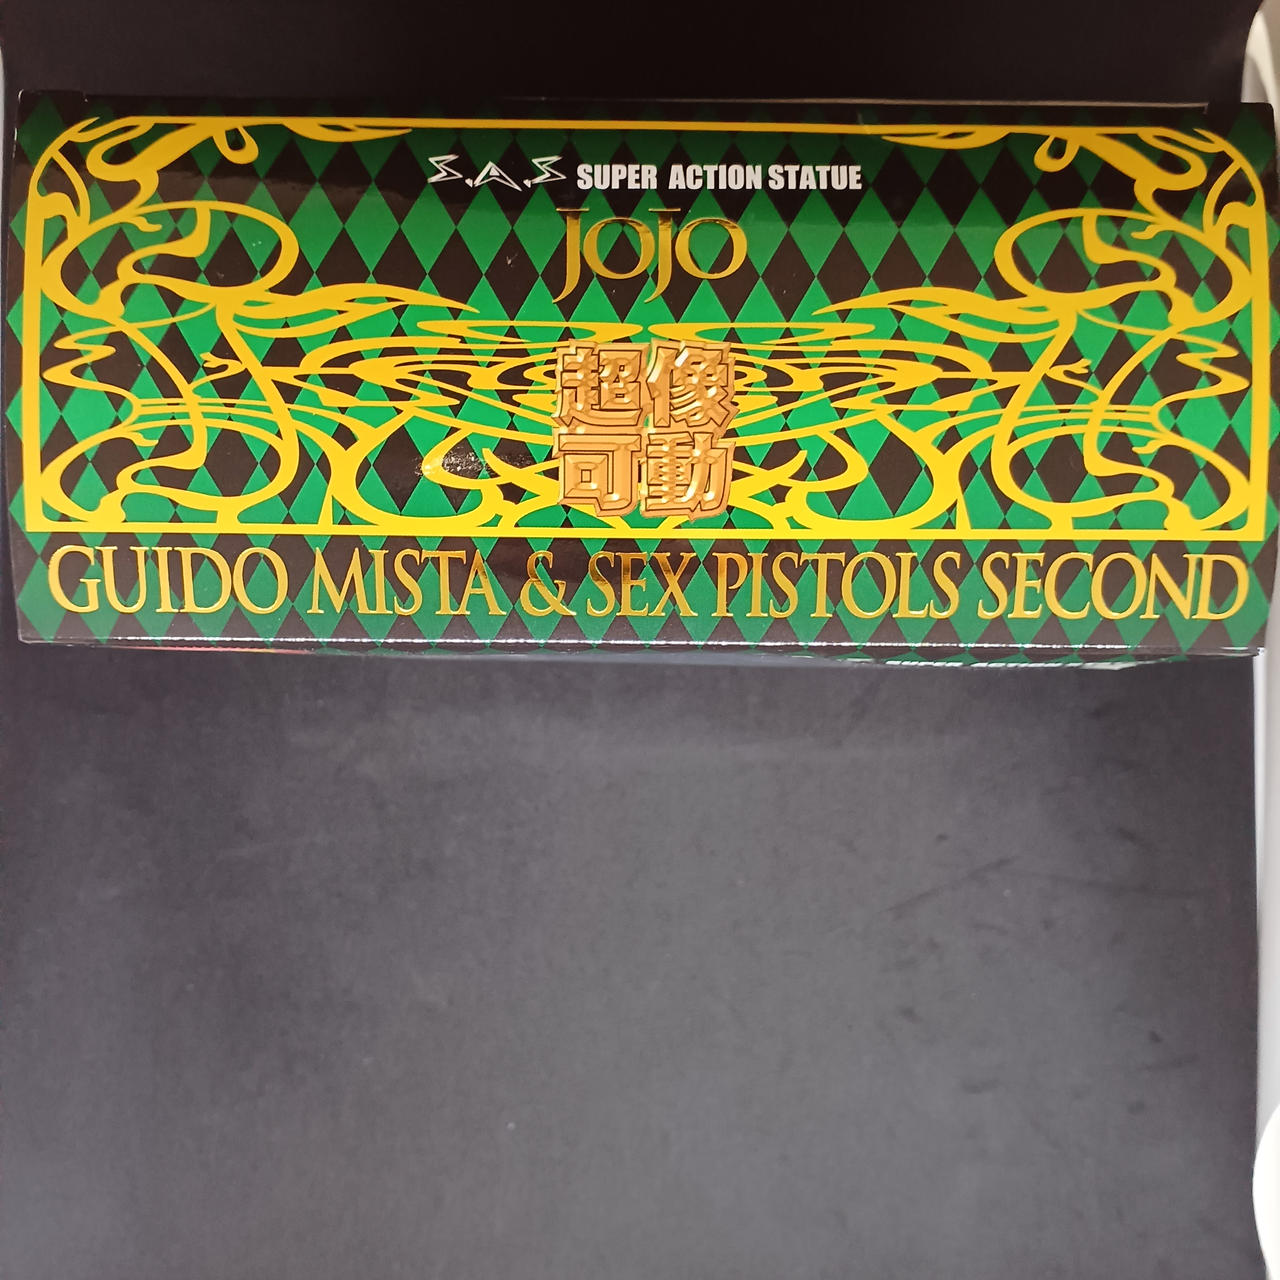 S.A.S SUPER ACTION STATUE
JOJO
超像
可動
GUIDO MISTA & SEX PISTOLS SECOND